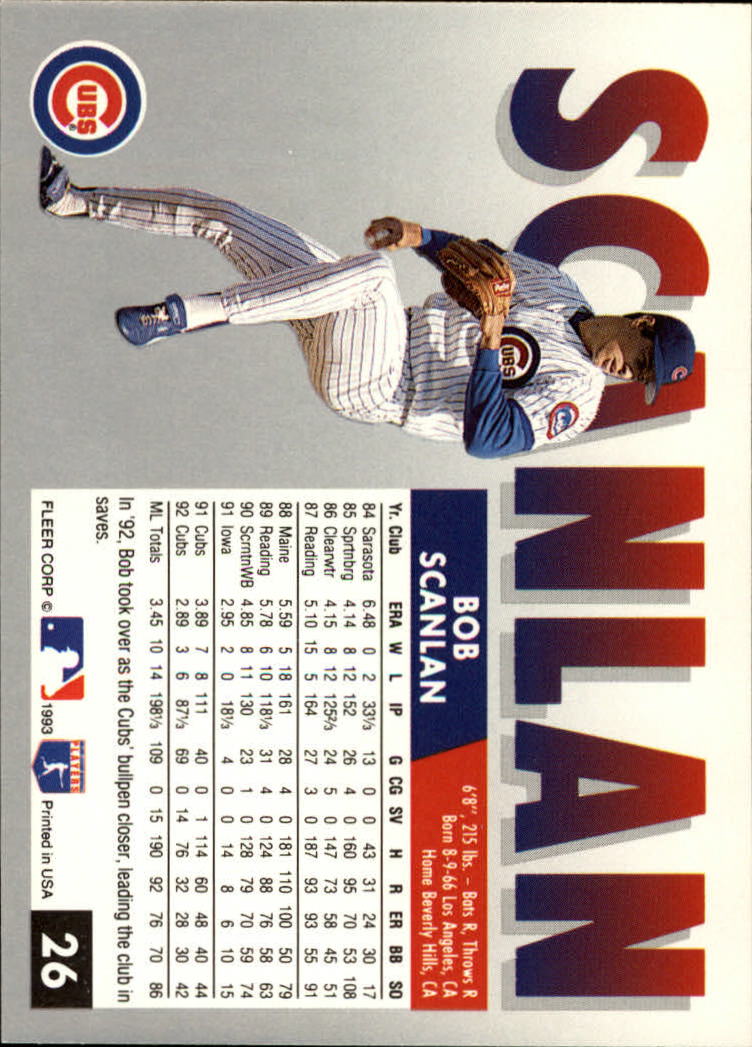 SCANLAN
CUBS
CUBS
BOB
SCANLAN
6'8", 215 lbs. – Bats R, Throws R
Born 8-9-66 Los Angeles, CA
Home Beverly Hills, CA
Yr. Club ERA W L IP G CG SV H R ER BB SO
84 Sarasota 6.48 0 2 33⅓ 13 0 0 43 31 24 30 17
85 Sprtnbrg 4.14 8 12 152 26 4 0 160 95 70 53 108
86 Clearwtr 4.15 8 12 125⅔ 24 5 0 147 73 58 45 51
87 Reading 5.10 15 5 164 27 3 0 187 93 93 55 91
88 Maine 5.59 5 18 161 28 4 0 181 110 100 50 79
89 Reading 5.78 6 10 118⅓ 31 4 0 124 88 76 58 63
90 ScrntnWB 4.85 8 11 130 23 1 0 128 79 70 59 74
91 Iowa 2.95 2 0 18⅓ 4 0 0 14 8 6 10 15
91 Cubs 3.89 7 8 111 40 0 1 114 60 48 40 44
92 Cubs 2.89 3 6 87⅓ 69 0 14 76 32 28 30 42
ML Totals 3.45 10 14 198⅓ 109 0 15 190 92 76 70 86
In '92, Bob took over as the Cubs' bullpen closer, leading the club in
saves.
FLEER CORP © 1993 PLAYERS Printed in USA
26